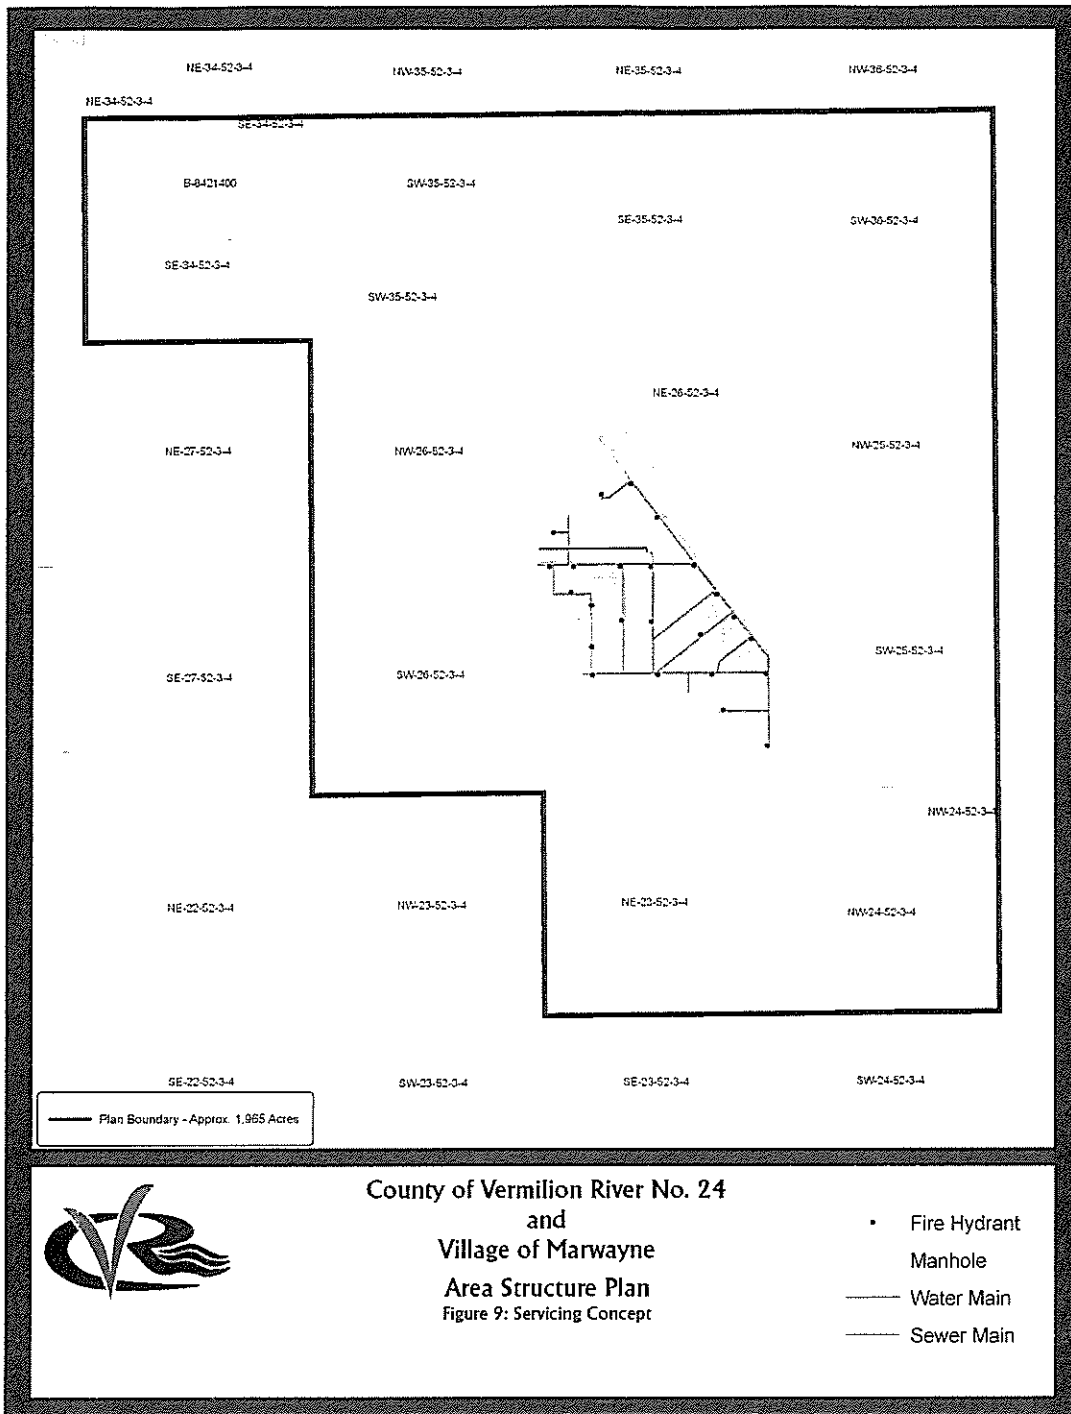 NE-34-52-3-4
NW-35-52-3-4
NE-35-52-3-4
NW-36-52-3-4
NE-34-52-3-4
SE-34-52-3-4
B-8421400
SW-35-52-3-4
SE-35-52-3-4
SW-36-52-3-4
SE-34-52-3-4
SW-35-52-3-4
NE-26-52-3-4
NE-27-52-3-4
NW-26-52-3-4
NW-25-52-3-4
SE-27-52-3-4
SW-26-52-3-4
SW-25-52-3-4
NW-24-52-3-4
NE-22-52-3-4
NW-23-52-3-4
NE-23-52-3-4
NW-24-52-3-4
SE-22-52-3-4
SW-23-52-3-4
SE-23-52-3-4
SW-24-52-3-4
Plan Boundary - Approx. 1,965 Acres
County of Vermilion River No. 24
and
Village of Marwayne
Area Structure Plan
Figure 9: Servicing Concept
Fire Hydrant
Manhole
Water Main
Sewer Main